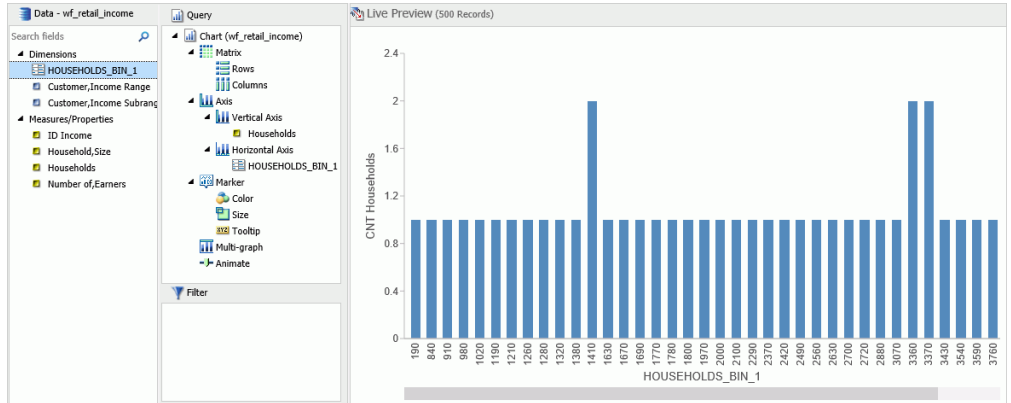 Data - wf_retail_income
Search fields
Dimensions
HOUSEHOLDS_BIN_1
Customer,Income Range
Customer,Income Subrang
Measures/Properties
ID Income
Household,Size
Households
Number of,Earners
Query
Chart (wf_retail_income)
Matrix
Rows
Columns
Axis
Vertical Axis
Households
Horizontal Axis
HOUSEHOLDS_BIN_1
Marker
Color
Size
Tooltip
Multi-graph
Animate
Filter
Live Preview (500 Records)
CNT Households
2.4
2
1.6
1.2
0.8
0.4
0
190 840 910 980 1020 1190 1210 1260 1280 1320 1380 1410 1630 1670 1690 1770 1780 1800 1970 2000 2100 2290 2370 2420 2490 2560 2630 2700 2720 2880 3070 3360 3370 3430 3540 3590 3760
HOUSEHOLDS_BIN_1